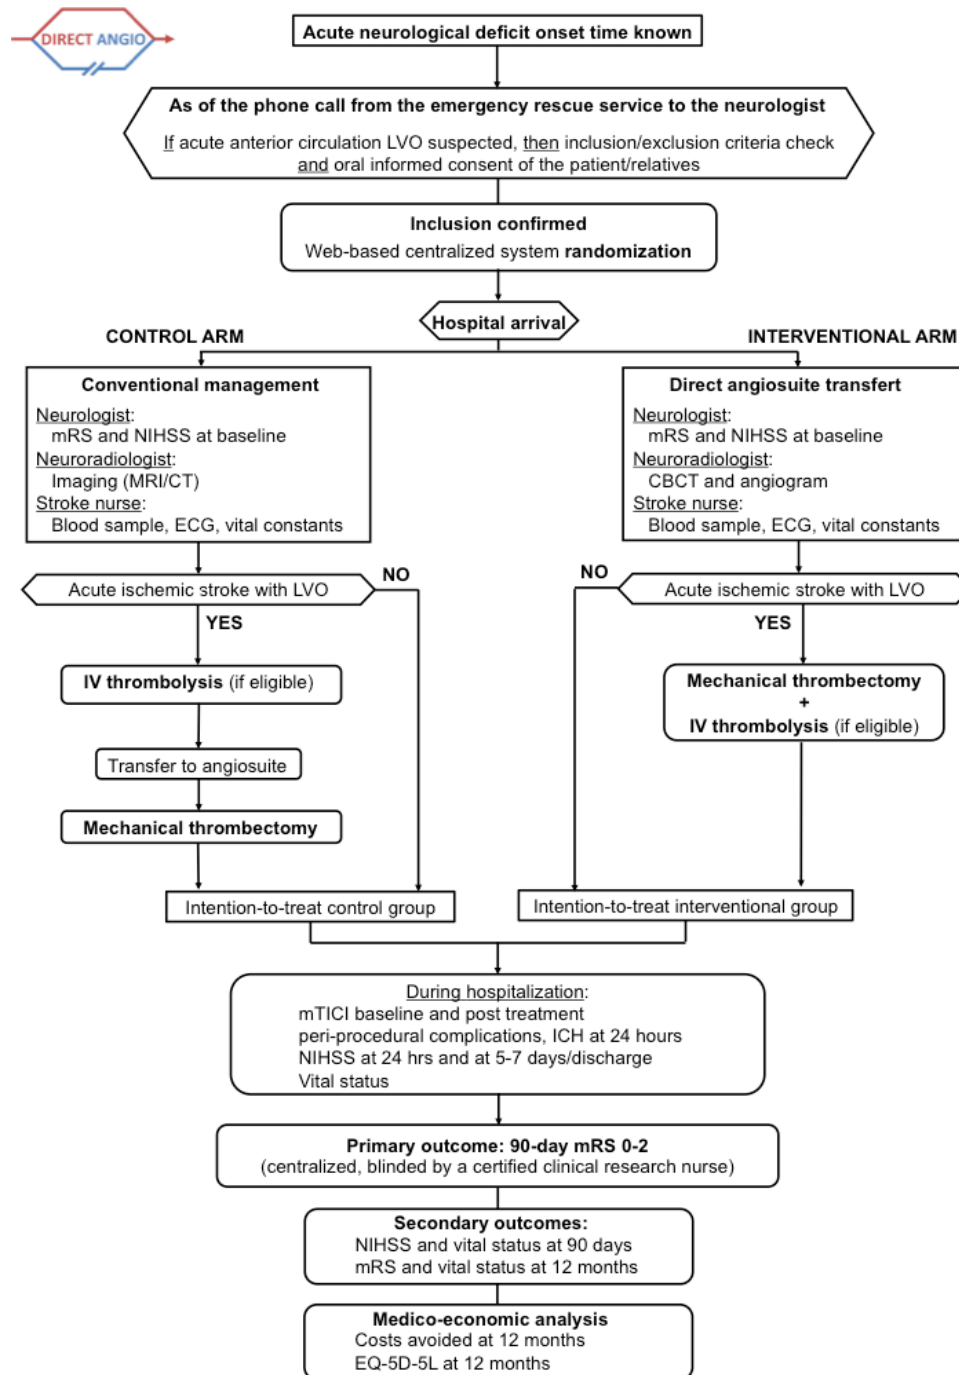 DIRECT ANGIO
Acute neurological deficit onset time known
As of the phone call from the emergency rescue service to the neurologist
If acute anterior circulation LVO suspected, then inclusion/exclusion criteria check
and oral informed consent of the patient/relatives
Inclusion confirmed
Web-based centralized system randomization
Hospital arrival
CONTROL ARM
INTERVENTIONAL ARM
Conventional management
Neurologist:
mRS and NIHSS at baseline
Neuroradiologist:
Imaging (MRI/CT)
Stroke nurse:
Blood sample, ECG, vital constants
Direct angiosuite transfert
Neurologist:
mRS and NIHSS at baseline
Neuroradiologist:
CBCT and angiogram
Stroke nurse:
Blood sample, ECG, vital constants
Acute ischemic stroke with LVO
NO
YES
IV thrombolysis (if eligible)
Transfer to angiosuite
Mechanical thrombectomy
Intention-to-treat control group
NO
Acute ischemic stroke with LVO
YES
Mechanical thrombectomy
+
IV thrombolysis (if eligible)
Intention-to-treat interventional group
During hospitalization:
mTICI baseline and post treatment
peri-procedural complications, ICH at 24 hours
NIHSS at 24 hrs and at 5-7 days/discharge
Vital status
Primary outcome: 90-day mRS 0-2
(centralized, blinded by a certified clinical research nurse)
Secondary outcomes:
NIHSS and vital status at 90 days
mRS and vital status at 12 months
Medico-economic analysis
Costs avoided at 12 months
EQ-5D-5L at 12 months